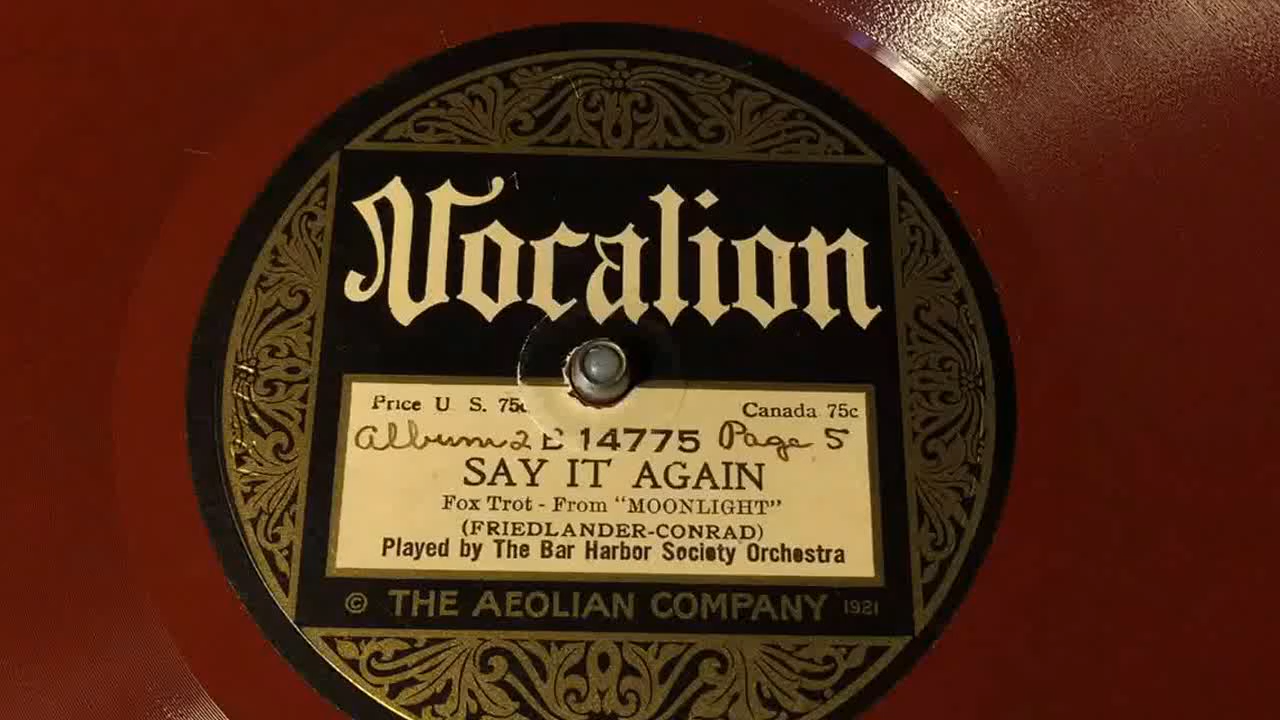 Vocalion
Price U. S. 75c Canada 75c
Album 2 B 14775 Page 5
SAY IT AGAIN
Fox Trot - From "MOONLIGHT"
(FRIEDLANDER-CONRAD)
Played by The Bar Harbor Society Orchestra
© THE AEOLIAN COMPANY 1921